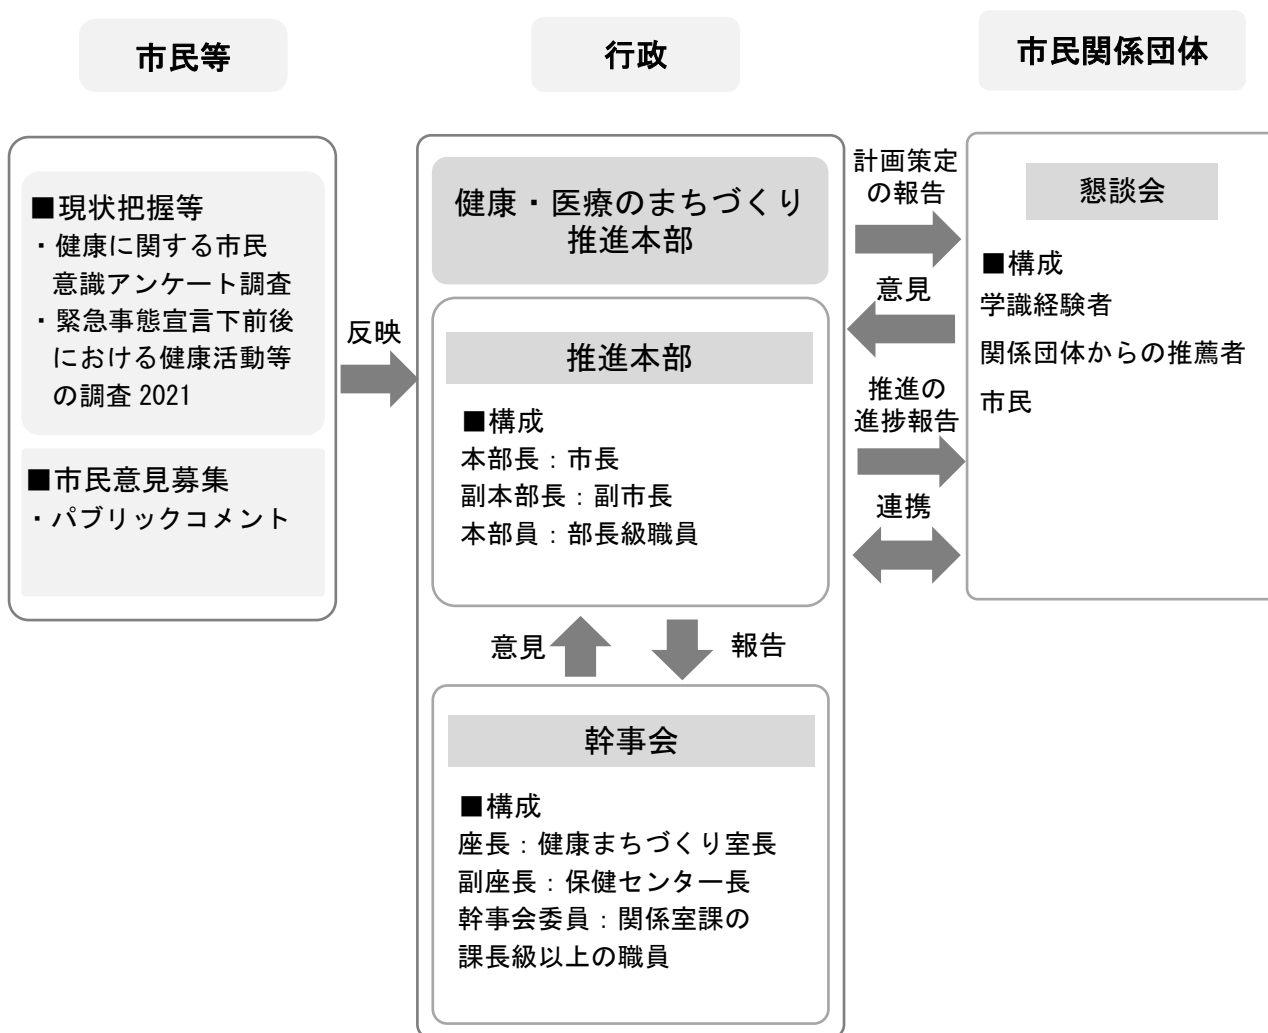 市民等
行政
市民関係団体
■現状把握等
・健康に関する市民
意識アンケート調査
・緊急事態宣言下前後
における健康活動等
の調査 2021
■市民意見募集
・パブリックコメント
反映
健康・医療のまちづくり
推進本部
推進本部
■構成
本部長：市長
副本部長：副市長
本部員：部長級職員
意見
報告
幹事会
■構成
座長：健康まちづくり室長
副座長：保健センター長
幹事会委員：関係室課の
課長級以上の職員
計画策定
の報告
意見
推進の
進捗報告
連携
懇談会
■構成
学識経験者
関係団体からの推薦者
市民